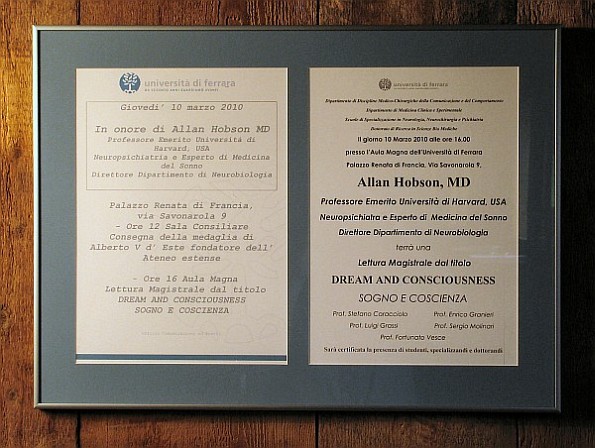 università di ferrara
Giovedi' 10 marzo 2010
In onore di Allan Hobson MD
Professore Emerito Università di
Harvard, USA
Neuropsichiatria e Esperto di Medicina
del Sonno
Direttore Dipartimento di Neurobiologia
Palazzo Renata di Francia,
via Savonarola 9
- Ore 12 Sala Consiliare
Consegna della medaglia di
Alberto V d' Este fondatore dell'
Ateneo estense
- Ore 16 Aula Magna
Lettura Magistrale dal titolo
DREAM AND CONSCIOUSNESS
SOGNO E COSCIENZA
università di ferrara
Dipartimento di Discipline Medico-Chirurgiche della Comunicazione e del Comportamento
Dipartimento di Medicina Clinica e Sperimentale
Scuole di Specializzazione in Neurologia, Neurochirurgia e Psichiatria
Dottorato di Ricerca in Scienze Bio Mediche
Il giorno 10 Marzo 2010 alle ore 16,00
presso l'Aula Magna dell'Università di Ferrara
Palazzo Renata di Francia, Via Savonarola 9,
Allan Hobson, MD
Professore Emerito Università di Harvard, USA
Neuropsichiatra e Esperto di Medicina del Sonno
Direttore Dipartimento di Neurobiologia
terrà una
Lettura Magistrale dal titolo
DREAM AND CONSCIOUSNESS
SOGNO E COSCIENZA
Prof. Stefano Caracciolo Prof. Enrico Granieri
Prof. Luigi Grassi Prof. Sergio Molinari
Prof. Fortunato Vesce
Sarà certificata la presenza di studenti, specializzandi e dottorandi